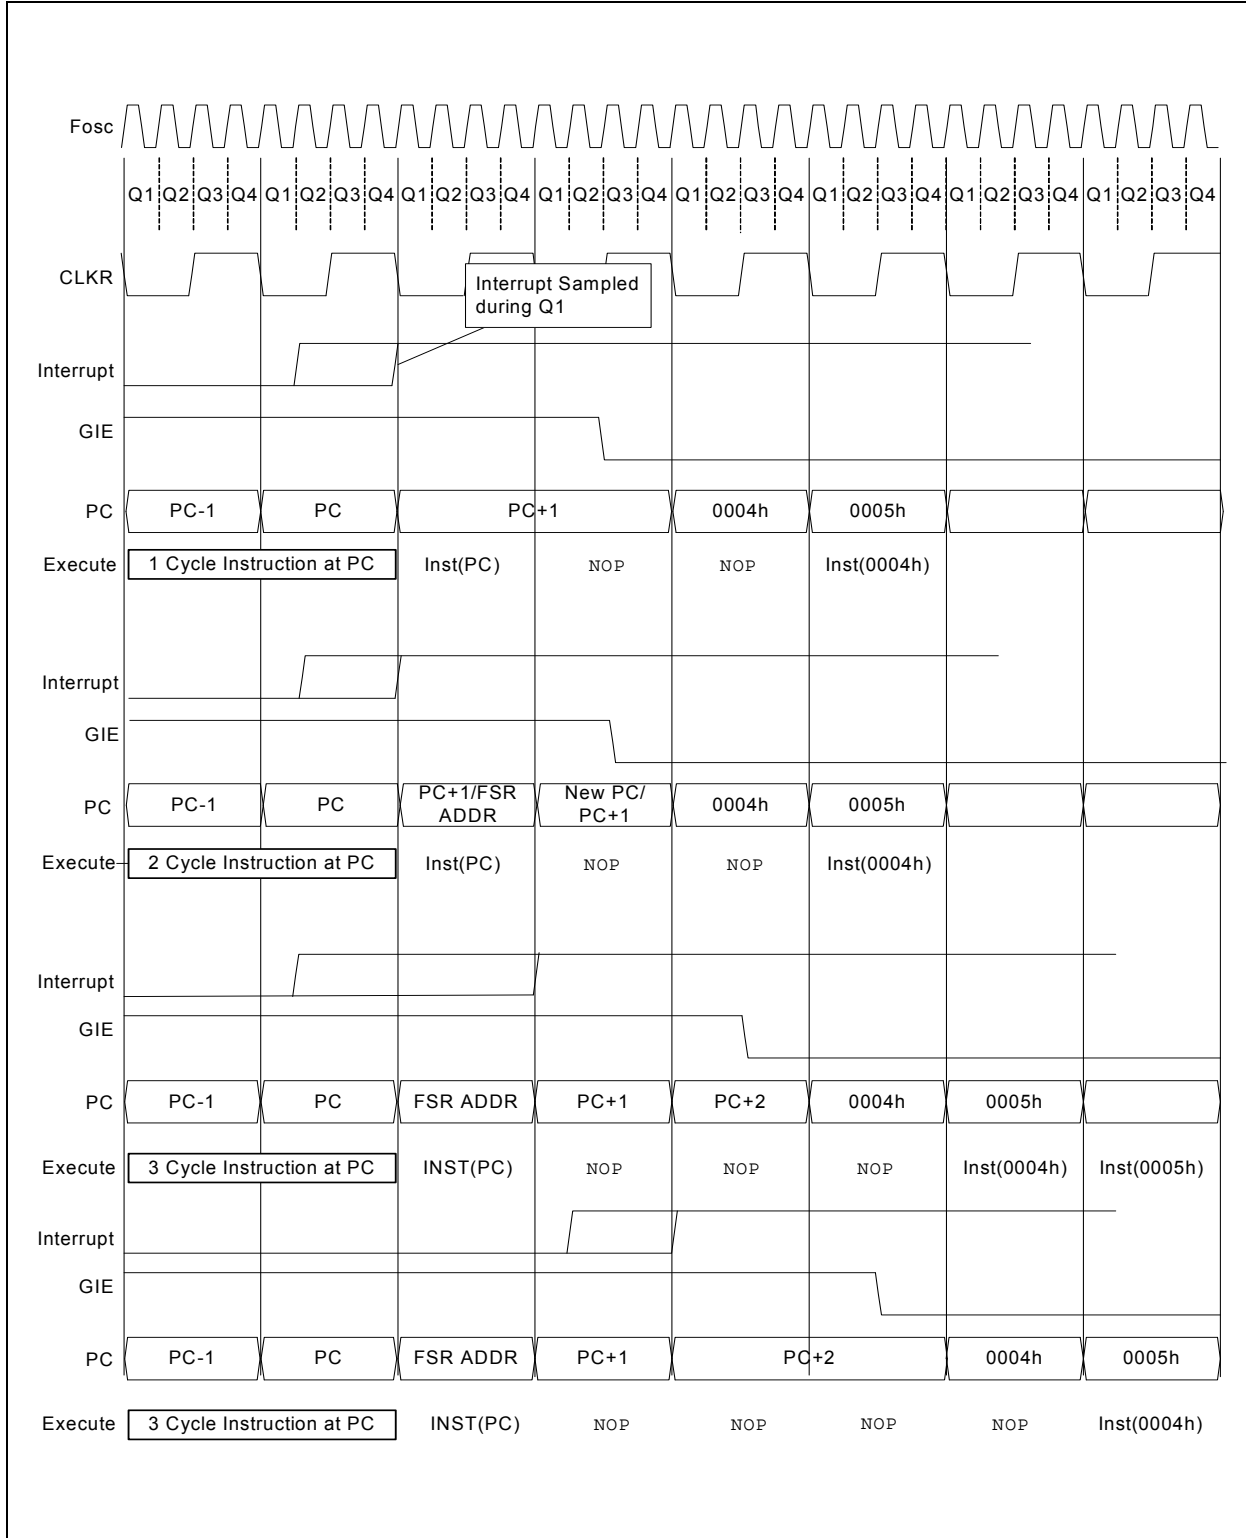 Fosc
Q1 Q2 Q3 Q4 Q1 Q2 Q3 Q4 Q1 Q2 Q3 Q4 Q1 Q2 Q3 Q4 Q1 Q2 Q3 Q4 Q1 Q2 Q3 Q4 Q1 Q2 Q3 Q4 Q1 Q2 Q3 Q4
CLKR
Interrupt Sampled
during Q1
Interrupt
GIE
PC PC-1 PC PC+1 0004h 0005h
Execute 1 Cycle Instruction at PC Inst(PC) NOP NOP Inst(0004h)
Interrupt
GIE
PC PC-1 PC PC+1/FSR ADDR New PC/ PC+1 0004h 0005h
Execute 2 Cycle Instruction at PC Inst(PC) NOP NOP Inst(0004h)
Interrupt
GIE
PC PC-1 PC FSR ADDR PC+1 PC+2 0004h 0005h
Execute 3 Cycle Instruction at PC INST(PC) NOP NOP NOP Inst(0004h) Inst(0005h)
Interrupt
GIE
PC PC-1 PC FSR ADDR PC+1 PC+2 0004h 0005h
Execute 3 Cycle Instruction at PC INST(PC) NOP NOP NOP NOP Inst(0004h)